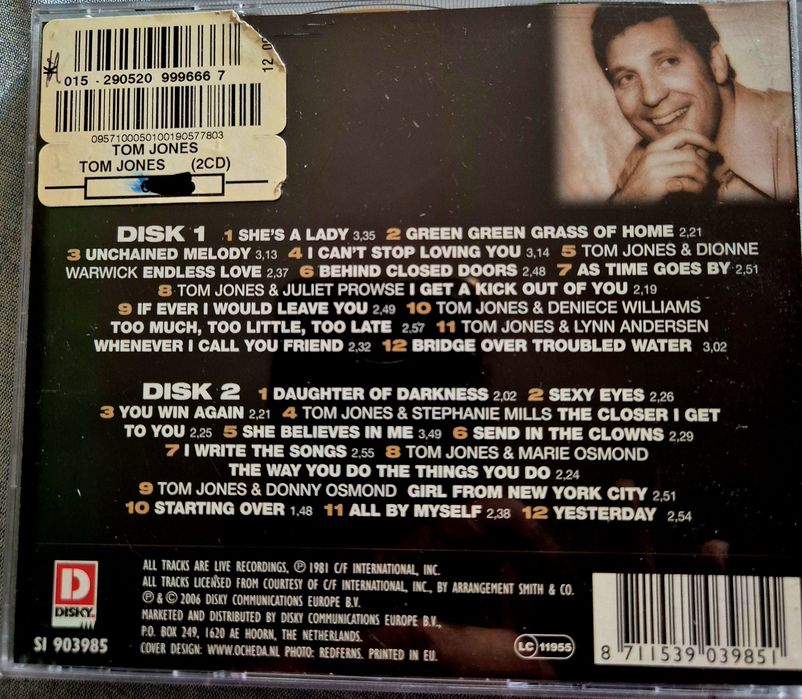 015 - 290520 999666 7
12 0
0957100050100190577803
TOM JONES
TOM JONES (2CD)
DISK 1 1 SHE'S A LADY 3,35 2 GREEN GREEN GRASS OF HOME 2,21
3 UNCHAINED MELODY 3,13 4 I CAN'T STOP LOVING YOU 3,14 5 TOM JONES & DIONNE
WARWICK ENDLESS LOVE 2,37 6 BEHIND CLOSED DOORS 2,48 7 AS TIME GOES BY 2,51
8 TOM JONES & JULIET PROWSE I GET A KICK OUT OF YOU 2,19
9 IF EVER I WOULD LEAVE YOU 2,49 10 TOM JONES & DENIECE WILLIAMS
TOO MUCH, TOO LITTLE, TOO LATE 2,57 11 TOM JONES & LYNN ANDERSEN
WHENEVER I CALL YOU FRIEND 2,32 12 BRIDGE OVER TROUBLED WATER 3,02
DISK 2 1 DAUGHTER OF DARKNESS 2,02 2 SEXY EYES 2,26
3 YOU WIN AGAIN 2,21 4 TOM JONES & STEPHANIE MILLS THE CLOSER I GET
TO YOU 2,25 5 SHE BELIEVES IN ME 3,49 6 SEND IN THE CLOWNS 2,29
7 I WRITE THE SONGS 2,55 8 TOM JONES & MARIE OSMOND
THE WAY YOU DO THE THINGS YOU DO 2,24
9 TOM JONES & DONNY OSMOND GIRL FROM NEW YORK CITY 2,51
10 STARTING OVER 1,48 11 ALL BY MYSELF 2,38 12 YESTERDAY 2,54
D
DISKY
SI 903985
ALL TRACKS ARE LIVE RECORDINGS, ℗ 1981 C/F INTERNATIONAL, INC.
ALL TRACKS LICENSED FROM COURTESY OF C/F INTERNATIONAL, INC., BY ARRANGEMENT SMITH & CO.
℗ & © 2006 DISKY COMMUNICATIONS EUROPE B.V.
MARKETED AND DISTRIBUTED BY DISKY COMMUNICATIONS EUROPE B.V.,
P.O. BOX 249, 1620 AE HOORN, THE NETHERLANDS.
COVER DESIGN: WWW.OCHEDA.NL PHOTO: REDFERNS. PRINTED IN EU.
LC 11955
8 711539 039851